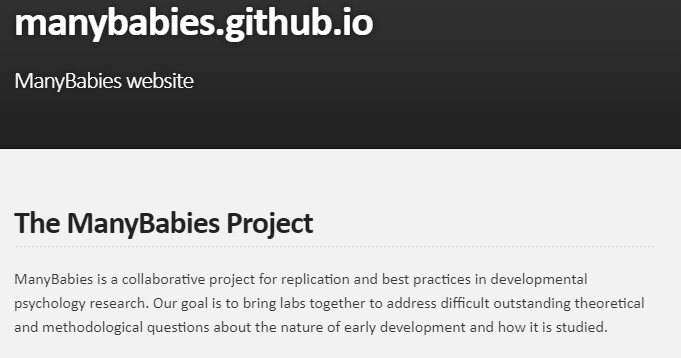 manybabies.github.io
ManyBabies website
The ManyBabies Project
ManyBabies is a collaborative project for replication and best practices in developmental
psychology research. Our goal is to bring labs together to address difficult outstanding theoretical
and methodological questions about the nature of early development and how it is studied.